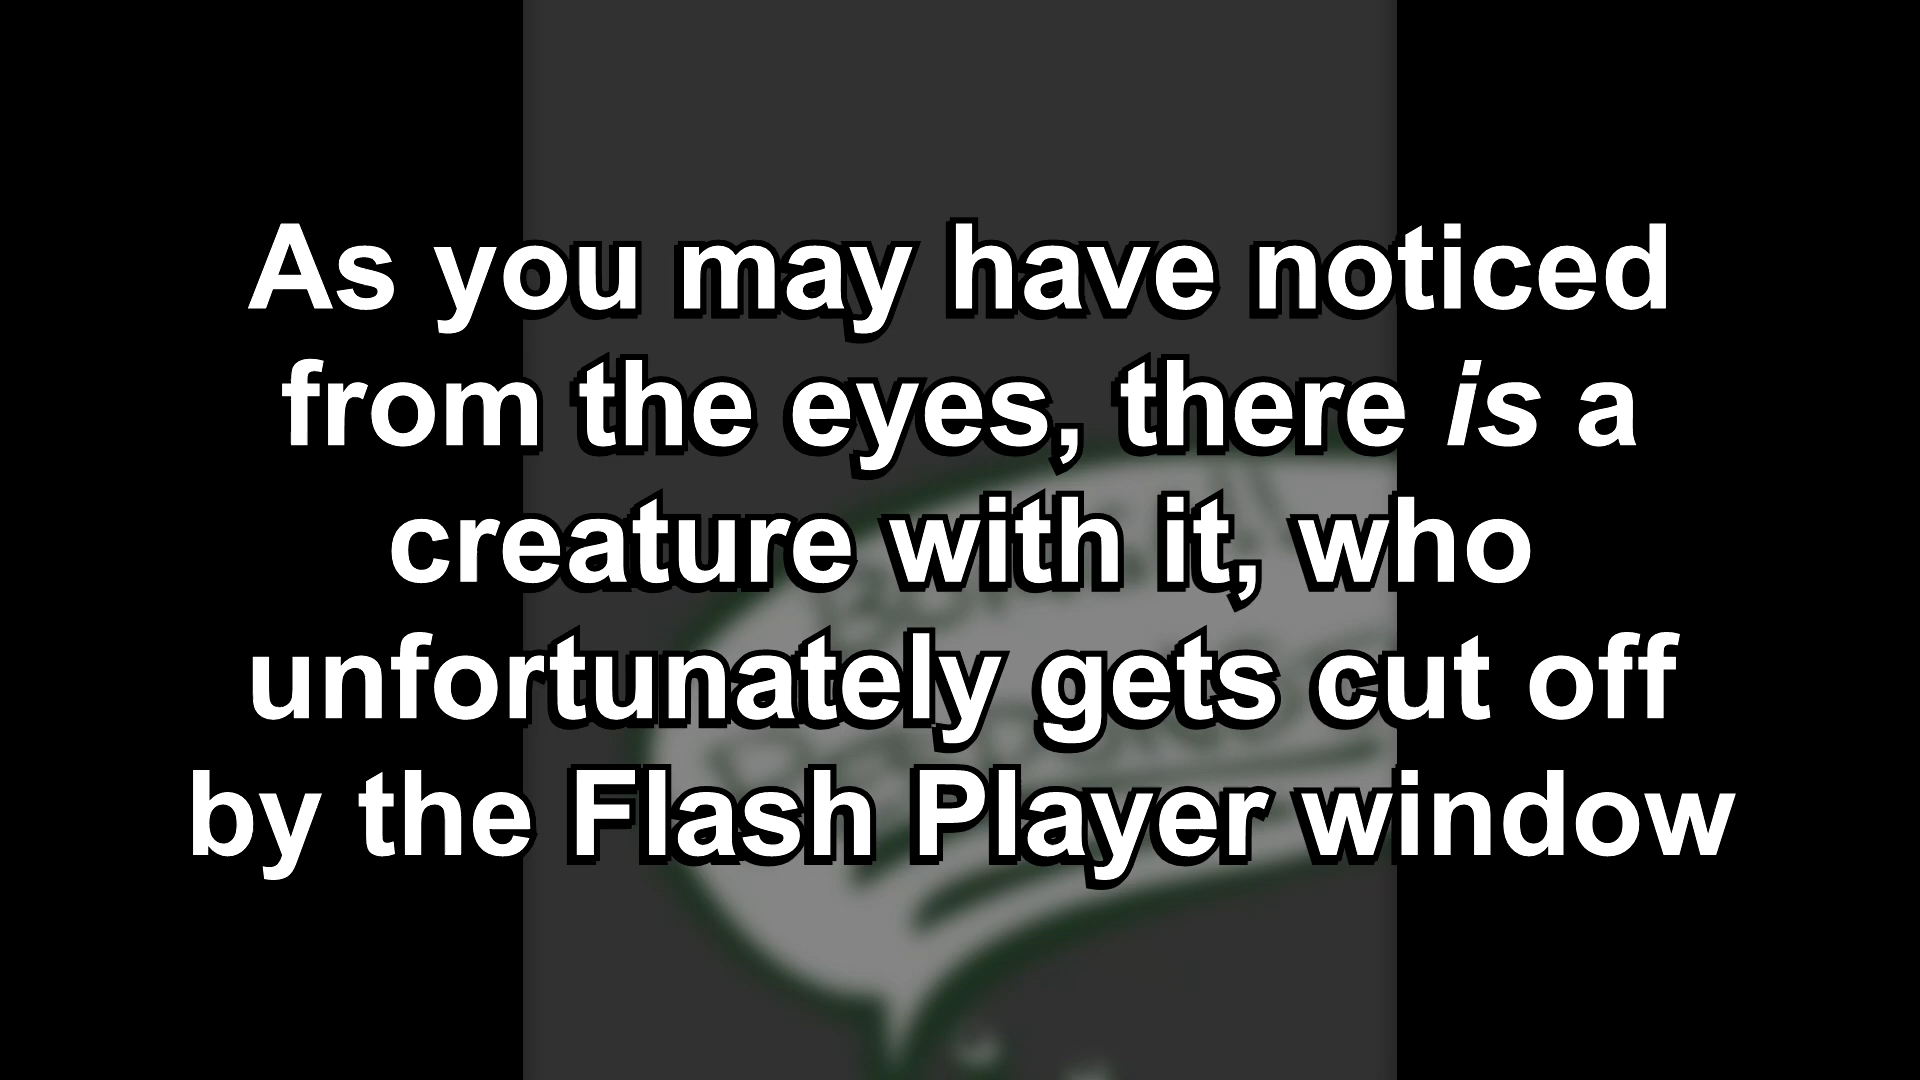 As you may have noticed
from the eyes, there is a
creature with it, who
unfortunately gets cut off
by the Flash Player window